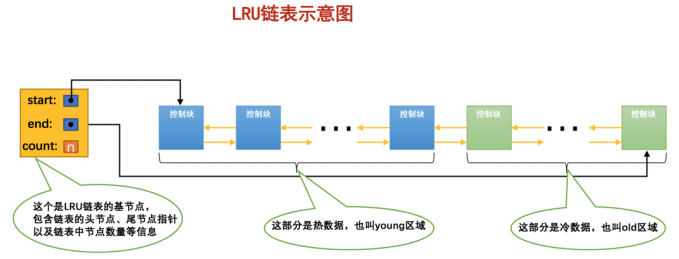 LRU链表示意图
start:
end:
count: n
控制块
控制块
控制块
控制块
控制块
这个是LRU链表的基节点，
包含链表的头节点、尾节点指针
以及链表中节点数量等信息
这部分是热数据，也叫young区域
这部分是冷数据，也叫old区域